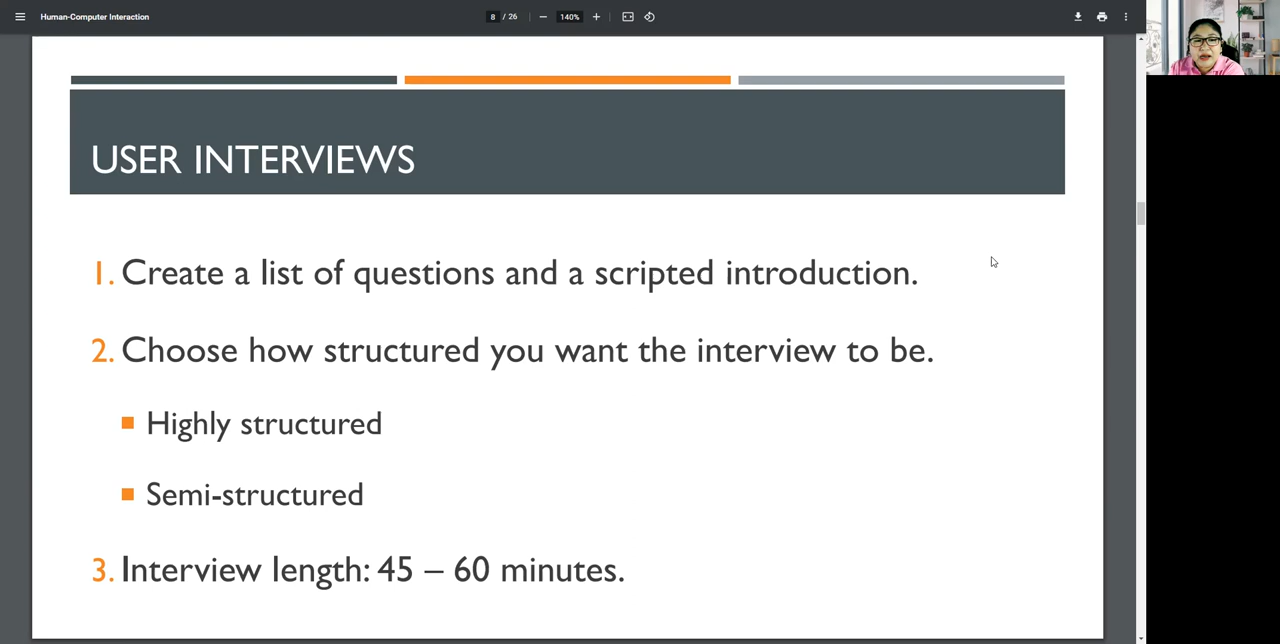 Human-Computer Interaction
8 / 26
140%
USER INTERVIEWS
1. Create a list of questions and a scripted introduction.
2. Choose how structured you want the interview to be.
Highly structured
Semi-structured
3. Interview length: 45 – 60 minutes.